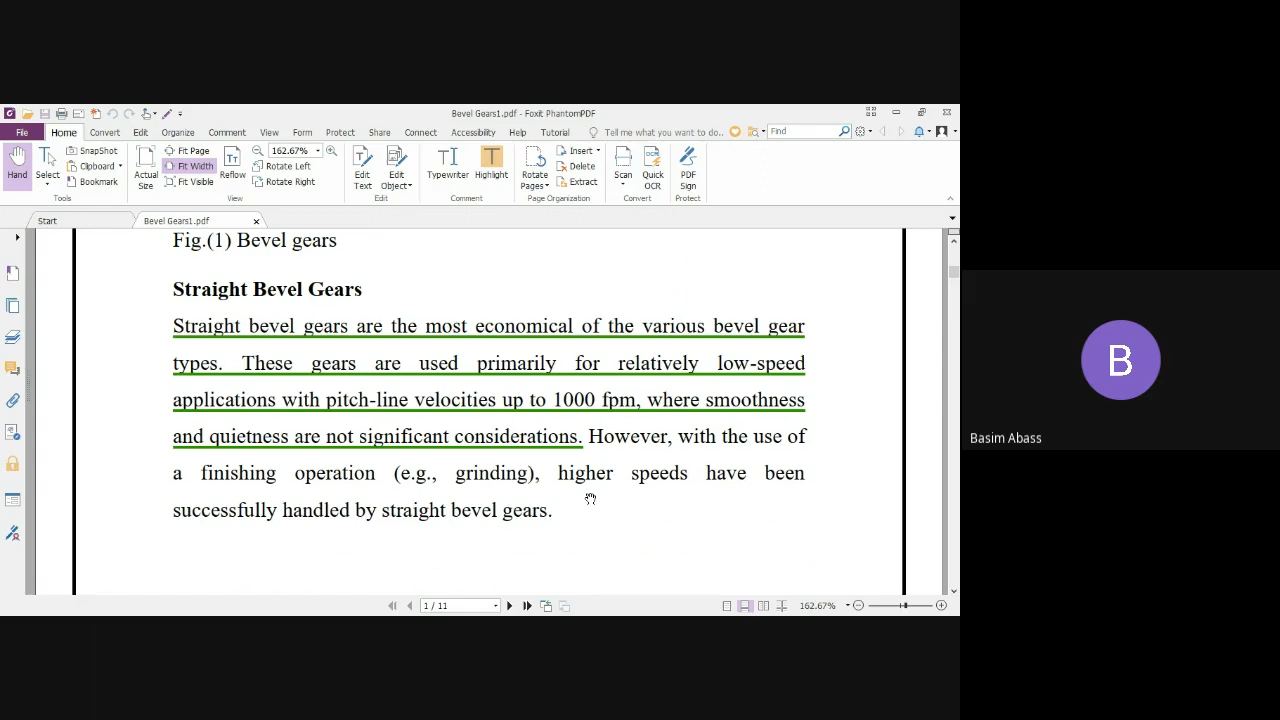 Bevel Gears1.pdf - Foxit PhantomPDF
File Home Convert Edit Organize Comment View Form Protect Share Connect Accessibility Help Tutorial Tell me what you want to do.. Find
Hand
Select
SnapShot
Clipboard
Bookmark
Tools
Actual Size
Fit Page
Fit Width
Fit Visible
Reflow
162.67%
Rotate Left
Rotate Right
View
Edit Text
Edit Object
Edit
Typewriter
Highlight
Comment
Rotate Pages
Insert
Delete
Extract
Page Organization
Scan
Quick OCR
Convert
PDF Sign
Protect
Start
Bevel Gears1.pdf
Fig.(1) Bevel gears
Straight Bevel Gears
Straight bevel gears are the most economical of the various bevel gear
types. These gears are used primarily for relatively low-speed
applications with pitch-line velocities up to 1000 fpm, where smoothness
and quietness are not significant considerations. However, with the use of
a finishing operation (e.g., grinding), higher speeds have been
successfully handled by straight bevel gears.
1 / 11
162.67%
B
Basim Abass